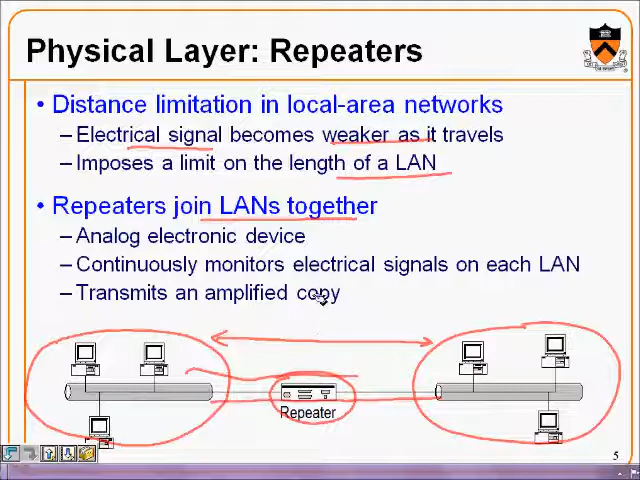 Physical Layer: Repeaters
• Distance limitation in local-area networks
–Electrical signal becomes weaker as it travels
–Imposes a limit on the length of a LAN
• Repeaters join LANs together
–Analog electronic device
–Continuously monitors electrical signals on each LAN
–Transmits an amplified copy
Repeater
5